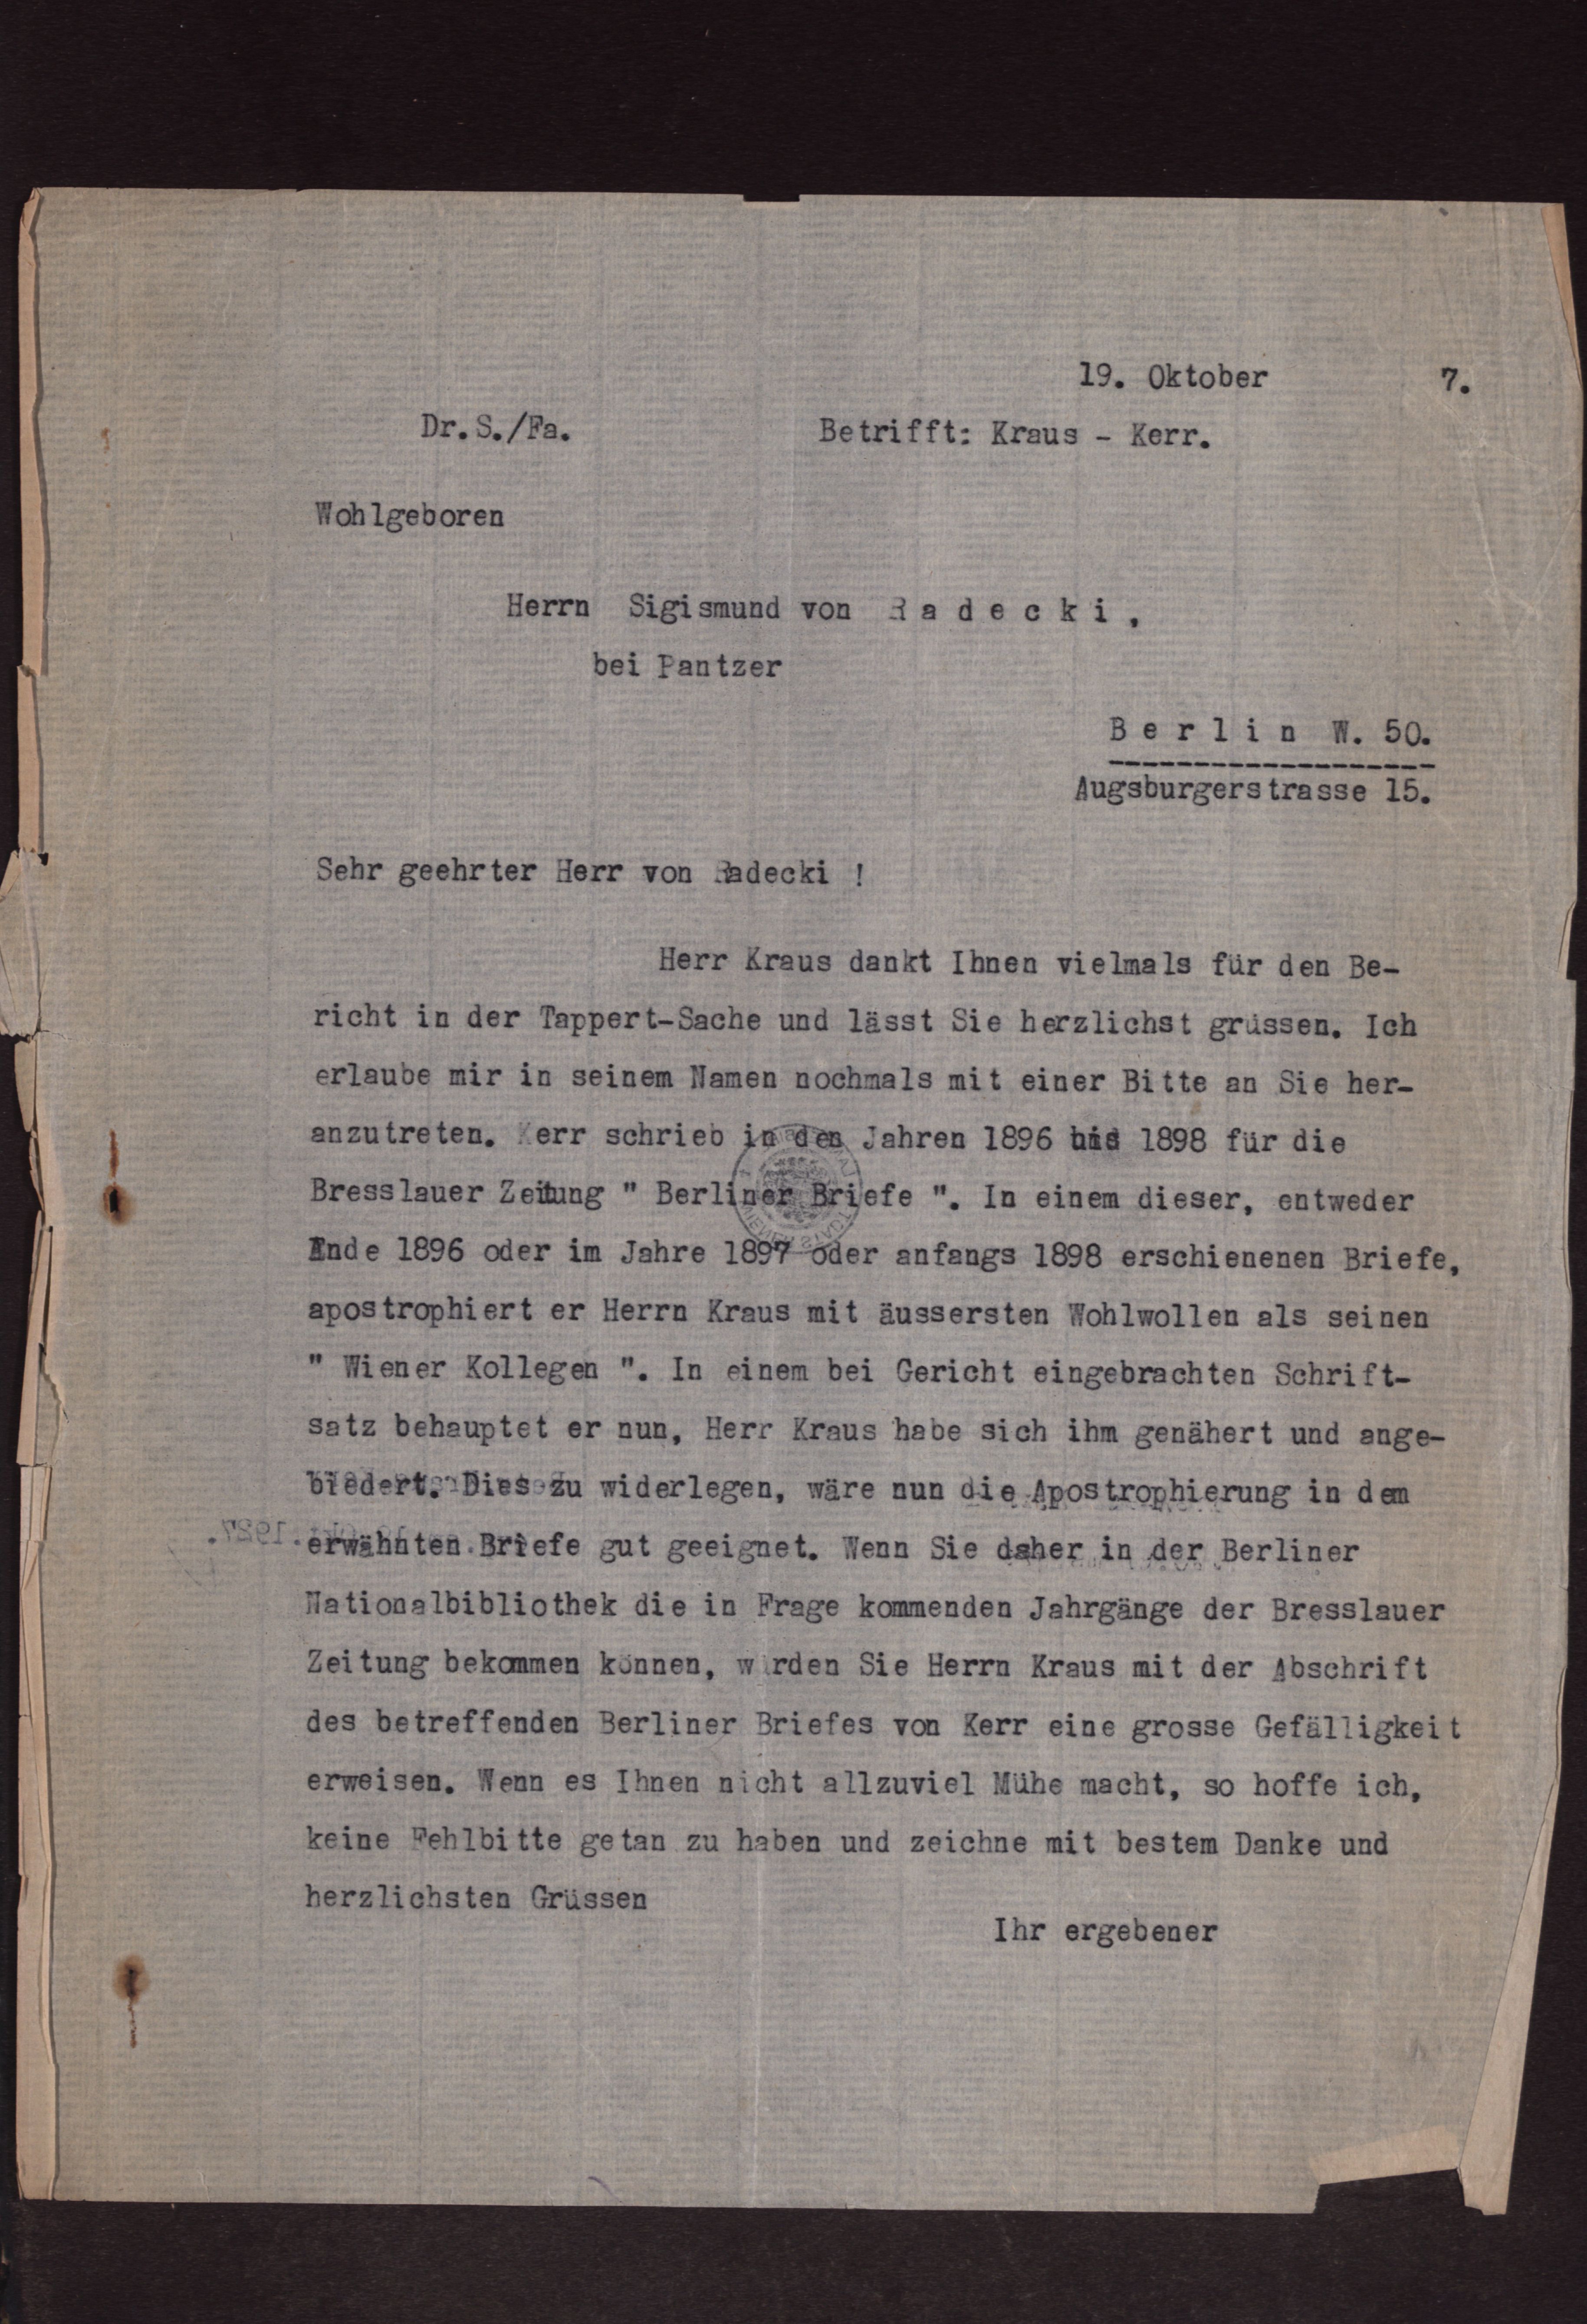 19. Oktober 7.
Dr.S./Fa. Betrifft: Kraus - Kerr.
Wohlgeboren
Herrn Sigismund von R a d e c k i ,
bei Pantzer
B e r l i n W. 50.
Augsburgerstrasse 15.
Sehr geehrter Herr von Radecki !
Herr Kraus dankt Ihnen vielmals für den Be-
richt in der Tappert-Sache und lässt Sie herzlichst grüssen. Ich
erlaube mir in seinem Namen nochmals mit einer Bitte an Sie her-
anzutreten. Kerr schrieb in den Jahren 1896 bis 1898 für die
Bresslauer Zeitung " Berliner Briefe ". In einem dieser, entweder
Ende 1896 oder im Jahre 1897 oder anfangs 1898 erschienenen Briefe,
apostrophiert er Herrn Kraus mit äussersten Wohlwollen als seinen
" Wiener Kollegen ". In einem bei Gericht eingebrachten Schrift-
satz behauptet er nun, Herr Kraus habe sich ihm genähert und ange-
biedert. Dies zu widerlegen, wäre nun die Apostrophierung in dem
erwähnten Briefe gut geeignet. Wenn Sie daher in der Berliner
Nationalbibliothek die in Frage kommenden Jahrgänge der Bresslauer
Zeitung bekommen können, würden Sie Herrn Kraus mit der Abschrift
des betreffenden Berliner Briefes von Kerr eine grosse Gefälligkeit
erweisen. Wenn es Ihnen nicht allzuviel Mühe macht, so hoffe ich,
keine Fehlbitte getan zu haben und zeichne mit bestem Danke und
herzlichsten Grüssen
Ihr ergebener